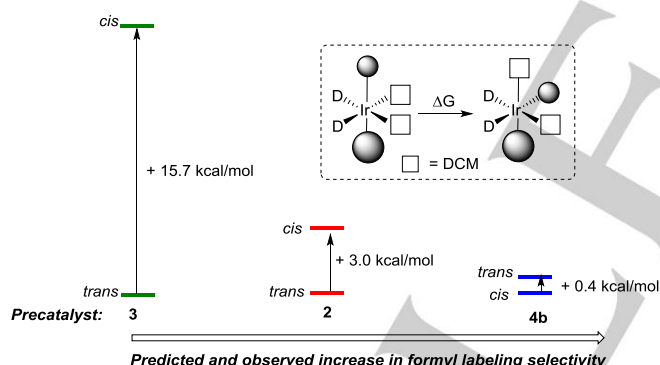 cis
D
D
Ir
ΔG
D
D
Ir
= DCM
+ 15.7 kcal/mol
cis
+ 3.0 kcal/mol
trans
trans
trans
cis
+ 0.4 kcal/mol
Precatalyst: 3 2 4b
Predicted and observed increase in formyl labeling selectivity